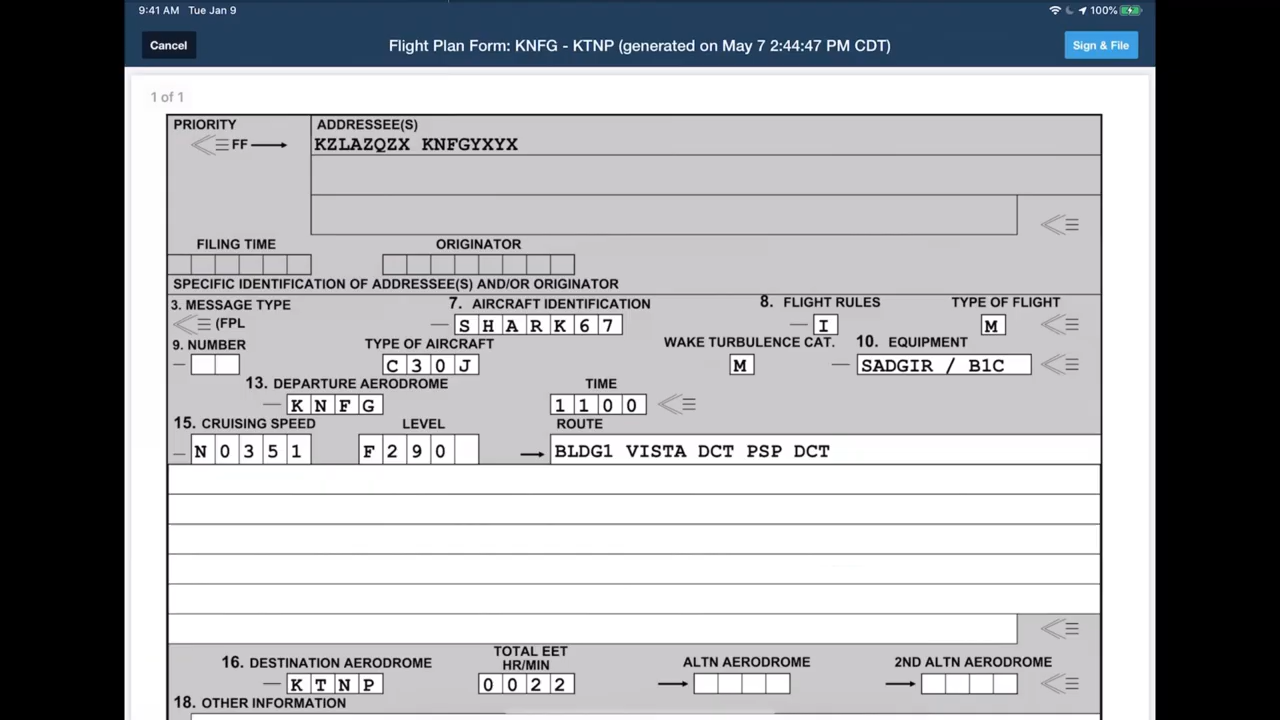 9:41 AM Tue Jan 9
100%
Cancel
Flight Plan Form: KNFG - KTNP (generated on May 7 2:44:47 PM CDT)
Sign & File
1 of 1
PRIORITY
ADDRESSEE(S)
FF
KZLAZQZX KNFGYXYX
FILING TIME
ORIGINATOR
SPECIFIC IDENTIFICATION OF ADDRESSEE(S) AND/OR ORIGINATOR
3. MESSAGE TYPE
7. AIRCRAFT IDENTIFICATION
8. FLIGHT RULES
TYPE OF FLIGHT
(FPL
SHARK67
I
M
9. NUMBER
TYPE OF AIRCRAFT
WAKE TURBULENCE CAT.
10. EQUIPMENT
C30J
M
SADGIR / B1C
13. DEPARTURE AERODROME
TIME
KNFG
1100
15. CRUISING SPEED
LEVEL
ROUTE
N0351
F290
BLDG1 VISTA DCT PSP DCT
16. DESTINATION AERODROME
TOTAL EET
HR/MIN
ALTN AERODROME
2ND ALTN AERODROME
KTNP
0022
18. OTHER INFORMATION